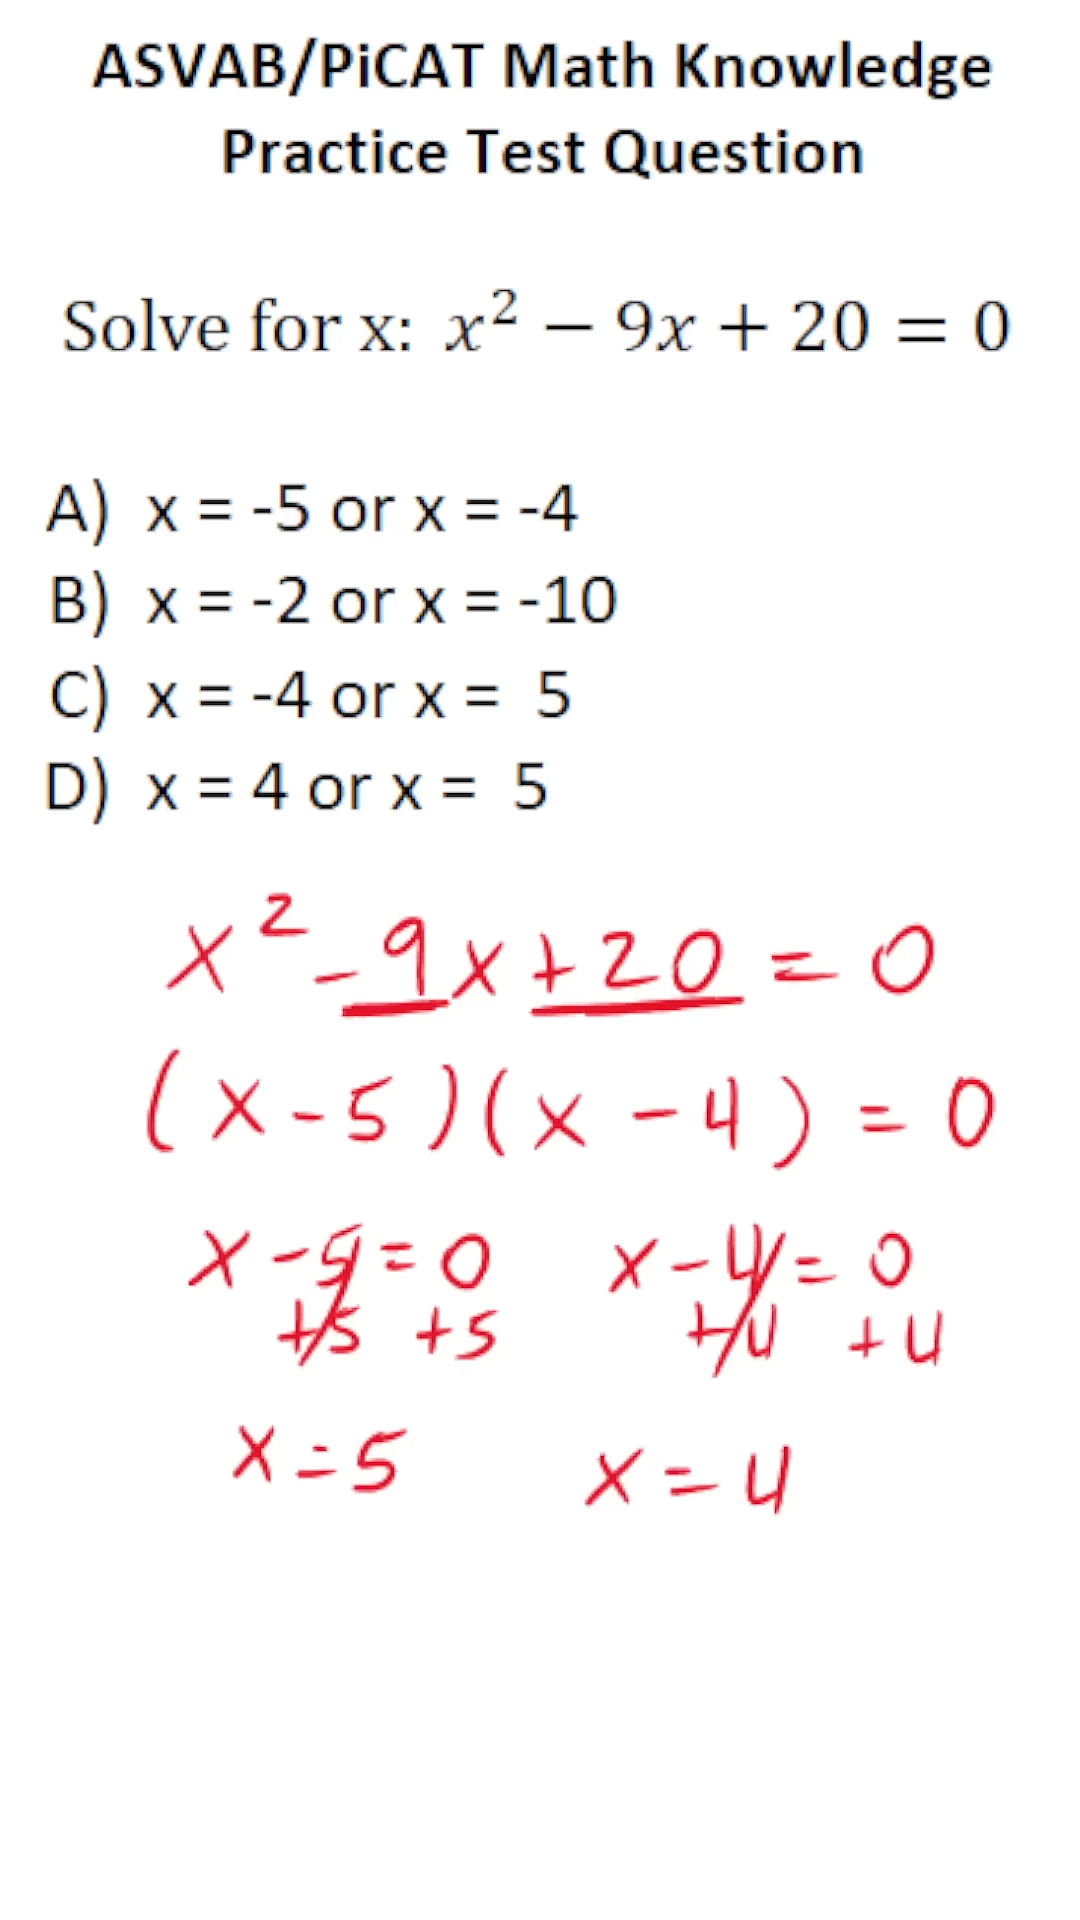 ASVAB/PiCAT Math Knowledge
Practice Test Question
Solve for x: x² − 9x + 20 = 0
A) x = -5 or x = -4
B) x = -2 or x = -10
C) x = -4 or x = 5
D) x = 4 or x = 5
x² - 9x + 20 = 0
(x - 5)(x - 4) = 0
x - 5 = 0 x - 4 = 0
+5 +5 +4 +4
x = 5 x = 4